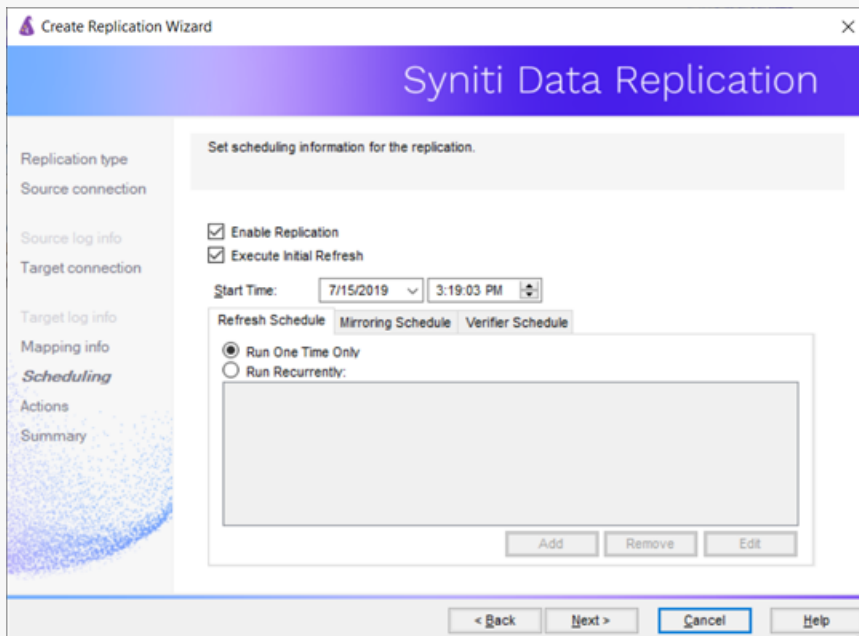 Create Replication Wizard
Syniti Data Replication
Replication type
Source connection
Source log info
Target connection
Target log info
Mapping info
Scheduling
Actions
Summary
Set scheduling information for the replication.
Enable Replication
Execute Initial Refresh
Start Time: 7/15/2019 3:19:03 PM
Refresh Schedule Mirroring Schedule Verifier Schedule
Run One Time Only
Run Recurrently:
Add Remove Edit
< Back Next > Cancel Help